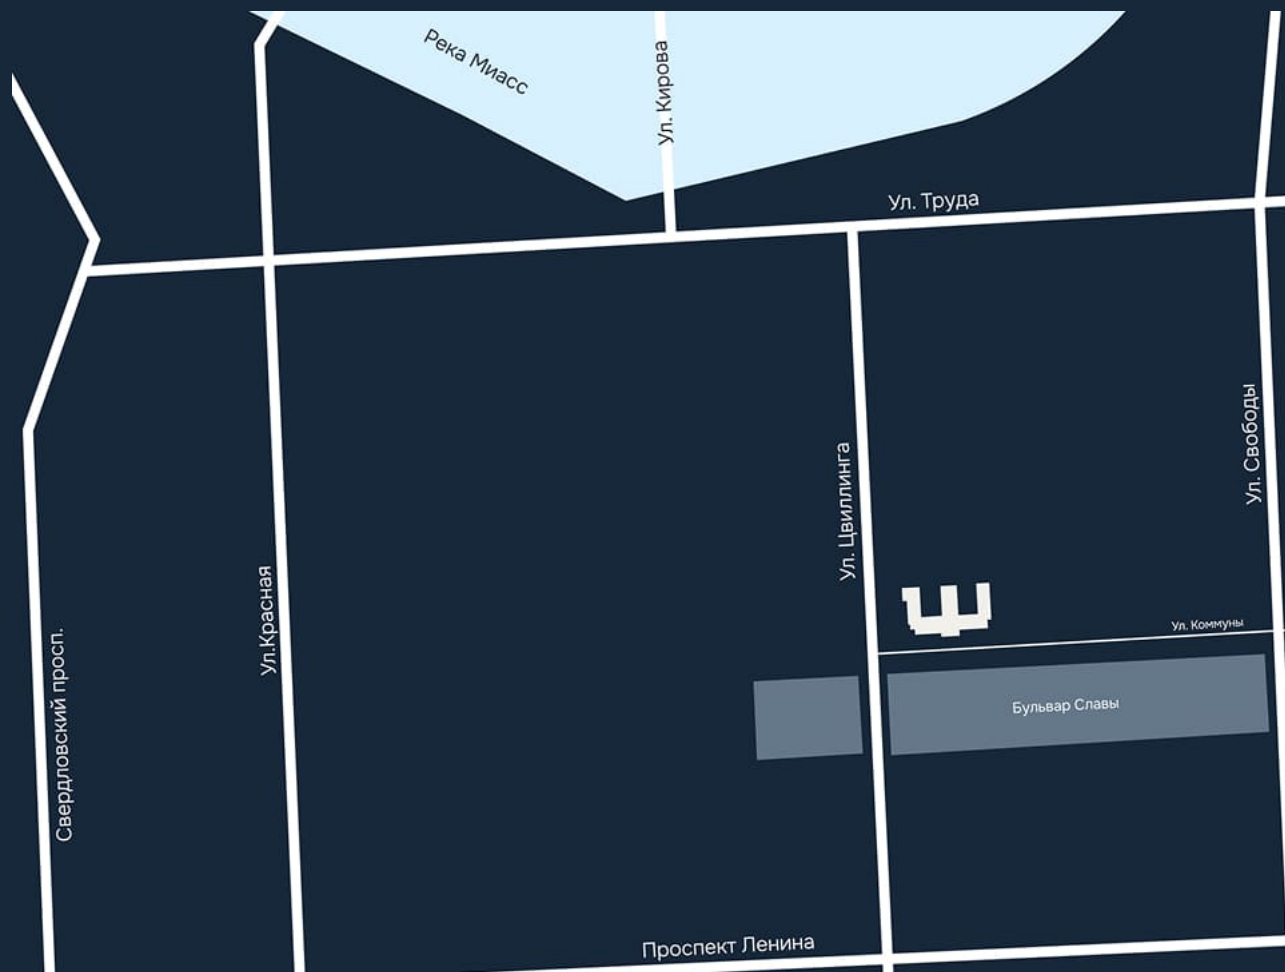 Река Миасс
Ул. Кирова
Ул. Труда
Ул. Свободы
Ул. Цвиллинга
Ул.Красная
Ул. Коммуны
Свердловский просп.
Бульвар Славы
Проспект Ленина